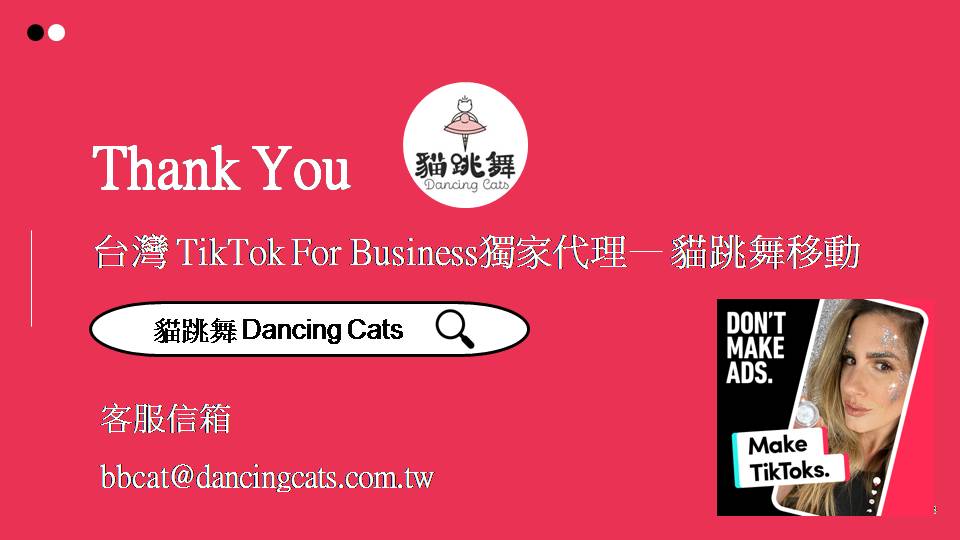 Thank You
貓跳舞
Dancing Cats
台灣 TikTok For Business獨家代理— 貓跳舞移動
貓跳舞 Dancing Cats
客服信箱
bbcat@dancingcats.com.tw
DON'T
MAKE
ADS.
Make
TikToks.